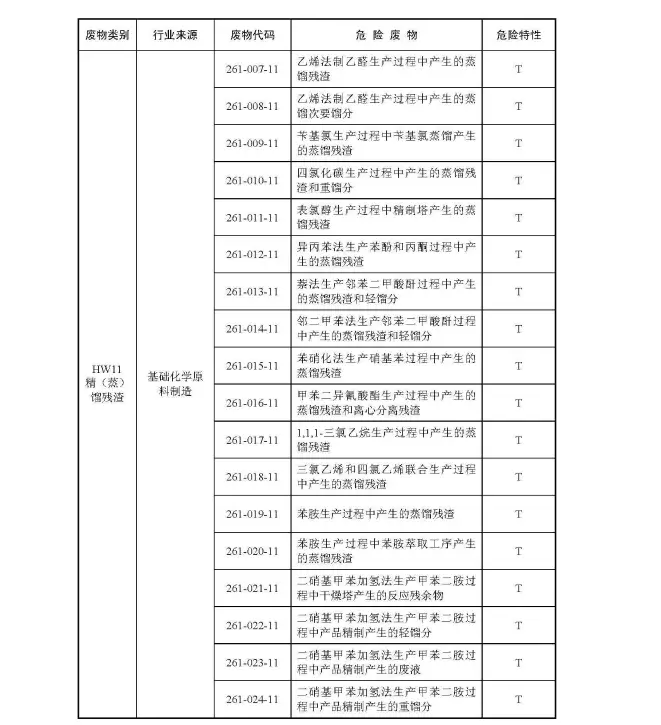 废物类别 行业来源 废物代码 危险废物 危险特性
HW11
精（蒸）
馏残渣
基础化学原
料制造
261-007-11 乙烯法制乙醛生产过程中产生的蒸
馏残渣 T
261-008-11 乙烯法制乙醛生产过程中产生的蒸
馏次要馏分 T
261-009-11 苄基氯生产过程中苄基氯蒸馏产生
的蒸馏残渣 T
261-010-11 四氯化碳生产过程中产生的蒸馏残
渣和重馏分 T
261-011-11 表氯醇生产过程中精制塔产生的蒸
馏残渣 T
261-012-11 异丙苯法生产苯酚和丙酮过程中产
生的蒸馏残渣 T
261-013-11 萘法生产邻苯二甲酸酐过程中产生
的蒸馏残渣和轻馏分 T
261-014-11 邻二甲苯法生产邻苯二甲酸酐过程
中产生的蒸馏残渣和轻馏分 T
261-015-11 苯硝化法生产硝基苯过程中产生的
蒸馏残渣 T
261-016-11 甲苯二异氰酸酯生产过程中产生的
蒸馏残渣和离心分离残渣 T
261-017-11 1,1,1-三氯乙烷生产过程中产生的蒸
馏残渣 T
261-018-11 三氯乙烯和四氯乙烯联合生产过程
中产生的蒸馏残渣 T
261-019-11 苯胺生产过程中产生的蒸馏残渣 T
261-020-11 苯胺生产过程中苯胺萃取工序产生
的蒸馏残渣 T
261-021-11 二硝基甲苯加氢法生产甲苯二胺过
程中干燥塔产生的反应残余物 T
261-022-11 二硝基甲苯加氢法生产甲苯二胺过
程中产品精制产生的轻馏分 T
261-023-11 二硝基甲苯加氢法生产甲苯二胺过
程中产品精制产生的废液 T
261-024-11 二硝基甲苯加氢法生产甲苯二胺过
程中产品精制产生的重馏分 T